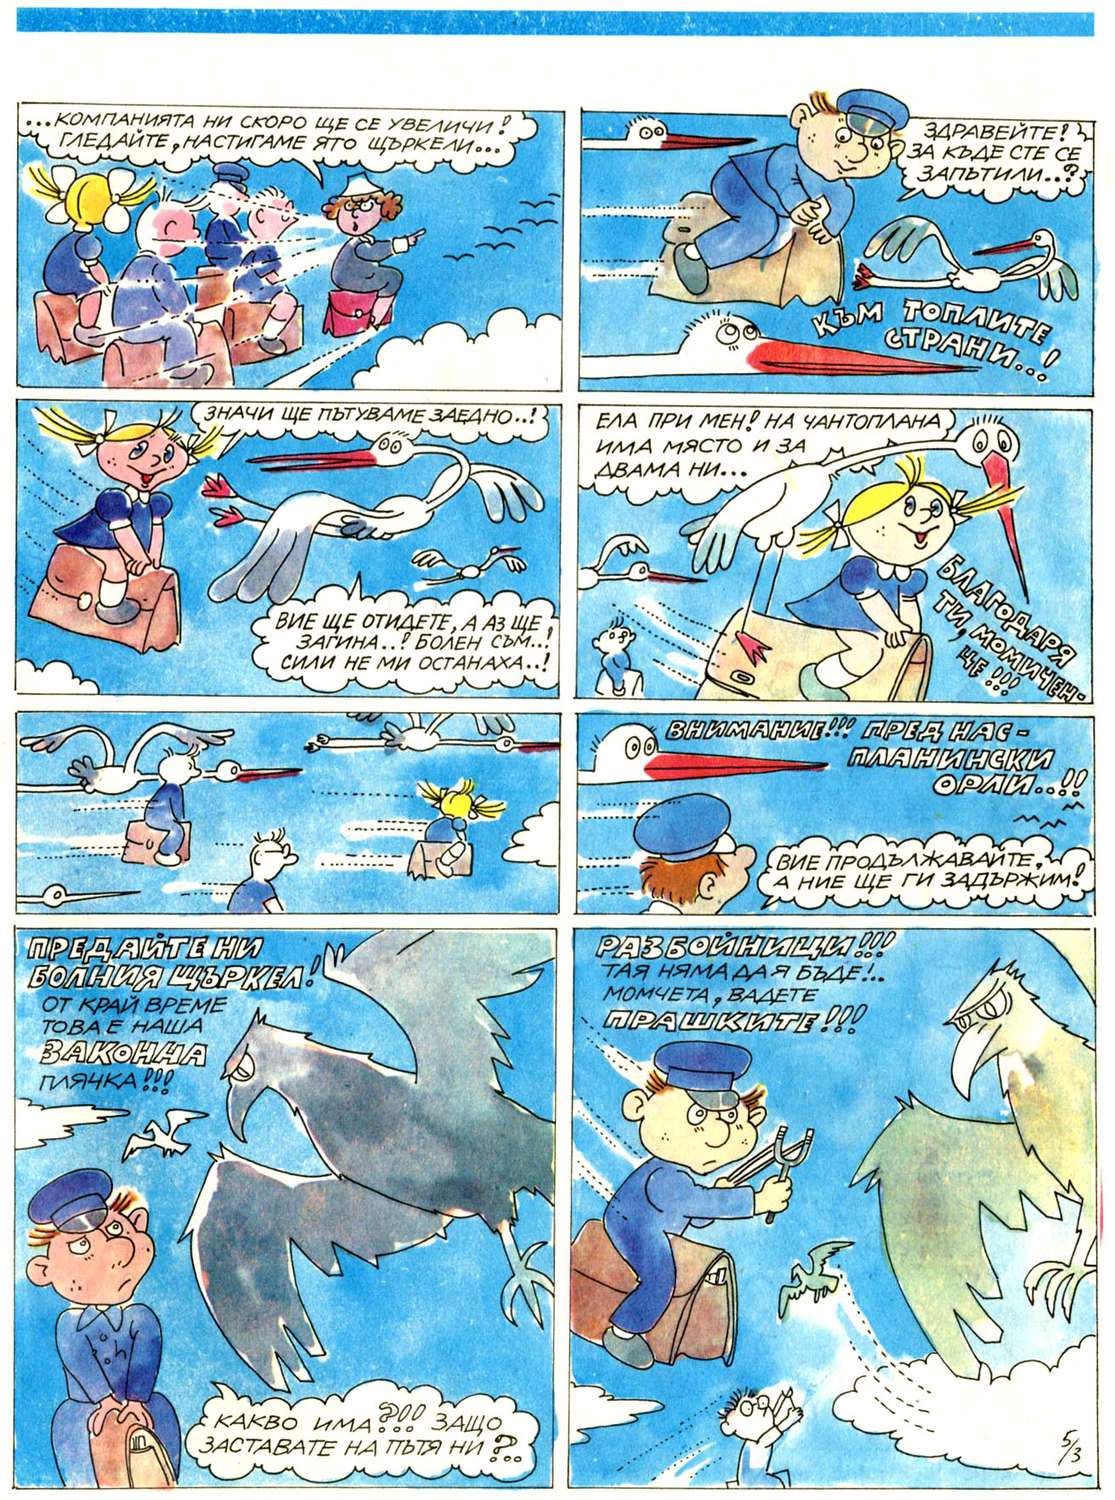 ...КОМПАНИЯТА НИ СКОРО ЩЕ СЕ УВЕЛИЧИ!
ГЛЕДАЙТЕ, НАСТИГАМЕ ЯТО ЩЪРКЕЛИ...
ЗДРАВЕЙТЕ!
ЗА КЪДЕ СТЕ СЕ
ЗАПЪТИЛИ..?
КЪМ ТОПЛИТЕ
СТРАНИ...!
ЗНАЧИ ЩЕ ПЪТУВАМЕ ЗАЕДНО..!
ВИЕ ЩЕ ОТИДЕТЕ, А АЗ ЩЕ
ЗАГИНА..! БОЛЕН СЪМ..!
СИЛИ НЕ МИ ОСТАНАХА..!
ЕЛА ПРИ МЕН! НА ЧАНТОПЛАНА
ИМА МЯСТО И ЗА
ДВАМА НИ...
БЛАГОДАРЯ
ТИ, МОМИЧЕН-
ЦЕ!!!
ВНИМАНИЕ!!! ПРЕД НАС -
ПЛАНИНСКИ
ОРЛИ..!!
ВИЕ ПРОДЪЛЖАВАЙТЕ,
А НИЕ ЩЕ ГИ ЗАДЪРЖИМ!
ПРЕДАЙТЕ НИ
БОЛНИЯ ЩЪРКЕЛ!
ОТ КРАЙ ВРЕМЕ
ТОВА Е НАША
ЗАКОННА
ПЛЯЧКА!!!
КАКВО ИМА?!! ЗАЩО
ЗАСТАВАТЕ НА ПЪТЯ НИ?...
РАЗБОЙНИЦИ!!!
ТАЯ НЯМА ДА Я БЪДЕ!..
МОМЧЕТА, ВАДЕТЕ
ПРАШКИТЕ!!!
5/3